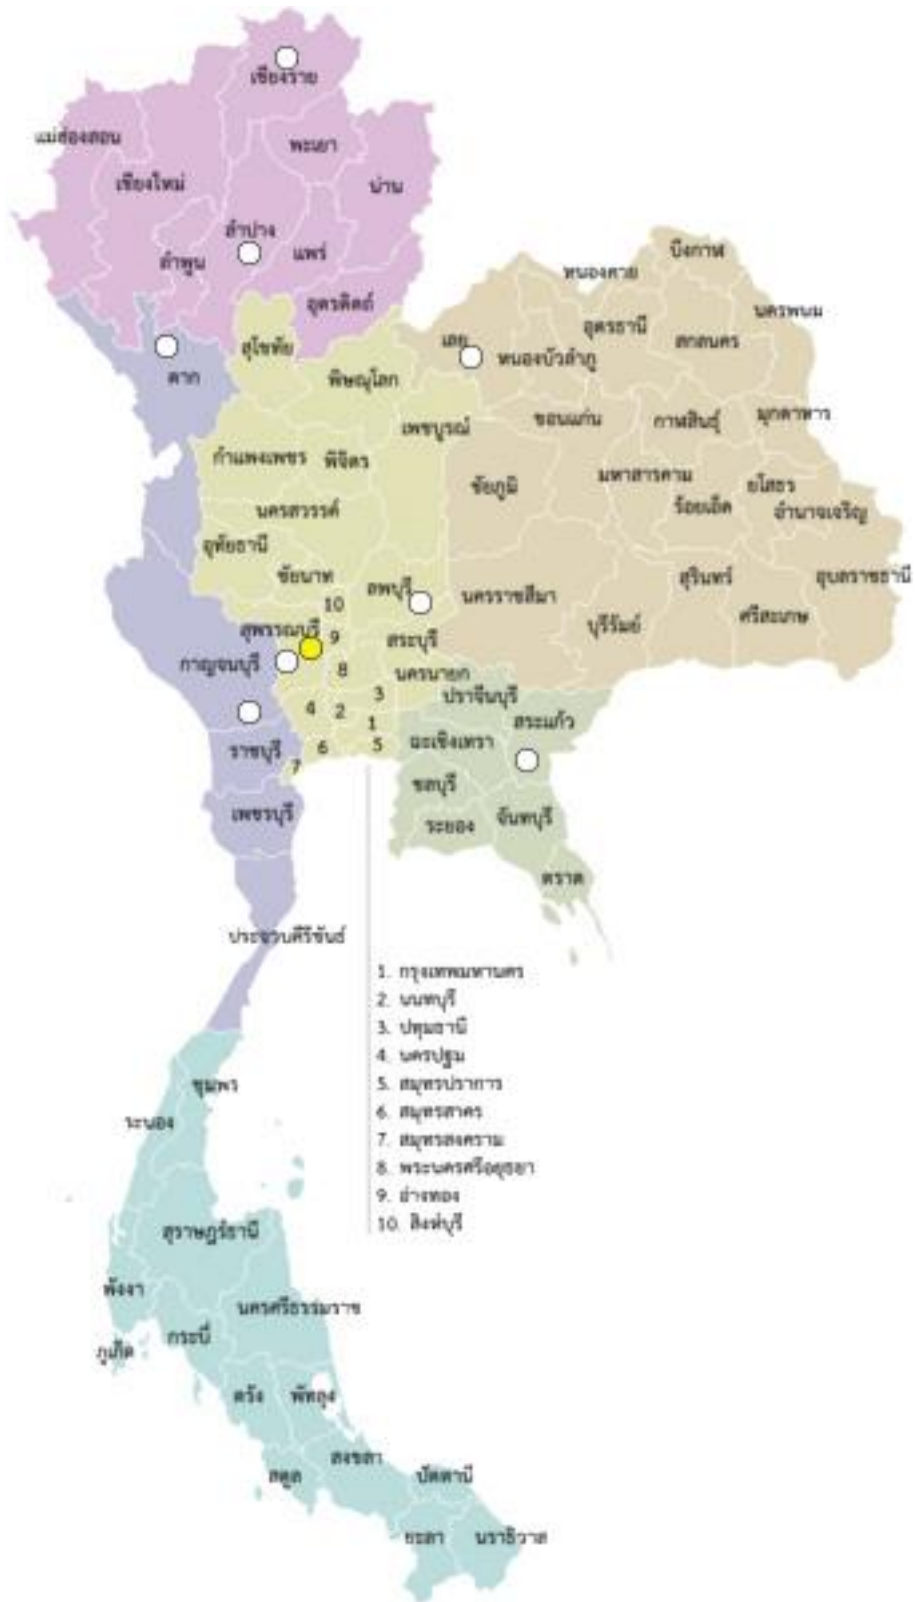 เชียงราย
แม่ฮ่องสอน
พะเยา
เชียงใหม่
น่าน
ลำปาง
แพร่
ลำพูน
อุตรดิตถ์
บึงกาฬ
หนองคาย
นครพนม
อุดรธานี
สกลนคร
เลย
หนองบัวลำภู
สุโขทัย
ตาก
พิษณุโลก
เพชบูรณ์
ขอนแก่น
กาฬสินธุ์
มุกดาหาร
กำแพงเพชร
พิจิตร
ชัยภูมิ
มหาสารคาม
ยโสธร
ร้อยเอ็ด
อำนาจเจริญ
นครสวรรค์
อุทัยธานี
ชัยนาท
ลพบุรี
นครราชสีมา
สุรินทร์
อุบลราชธานี
ศรีสะเกษ
บุรีรัมย์
10
สุพรรณบุรี
9
สระบุรี
กาญจนบุรี
8
นครนายก
ปราจีนบุรี
3
4
2
1
สระแก้ว
ราชบุรี
6
5
ฉะเชิงเทรา
7
ชลบุรี
เพชรบุรี
ระยอง
จันทบุรี
ตราด
ประจวบคีรีขันธ์
1. กรุงเทพมหานคร
2. นนทบุรี
3. ปทุมธานี
4. นครปฐม
5. สมุทรปราการ
6. สมุทรสาคร
7. สมุทรสงคราม
8. พระนครศรีอยุธยา
9. อ่างทอง
10. สิงห์บุรี
ชุมพร
ระนอง
สุราษฎร์ธานี
พังงา
นครศรีธรรมราช
กระบี่
ภูเก็ต
ตรัง
พัทลุง
สงขลา
สตูล
ปัตตานี
ยะลา
นราธิวาส